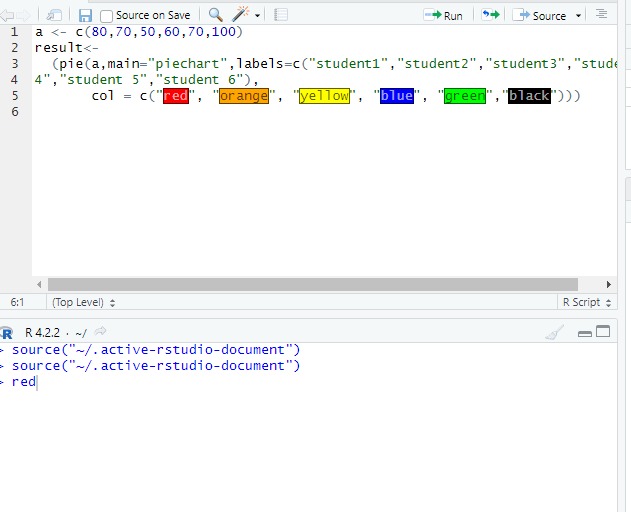 Source on Save
Run
Source
1 a <- c(80,70,50,60,70,100)
2 result<-
3 (pie(a,main="piechart",labels=c("student1","student2","student3","stude
4 4","student 5","student 6"),
5 col = c("red", "orange", "yellow", "blue", "green","black")))
6
6:1 (Top Level) R Script
R R 4.2.2 · ~/
> source("~/.active-rstudio-document")
> source("~/.active-rstudio-document")
> red